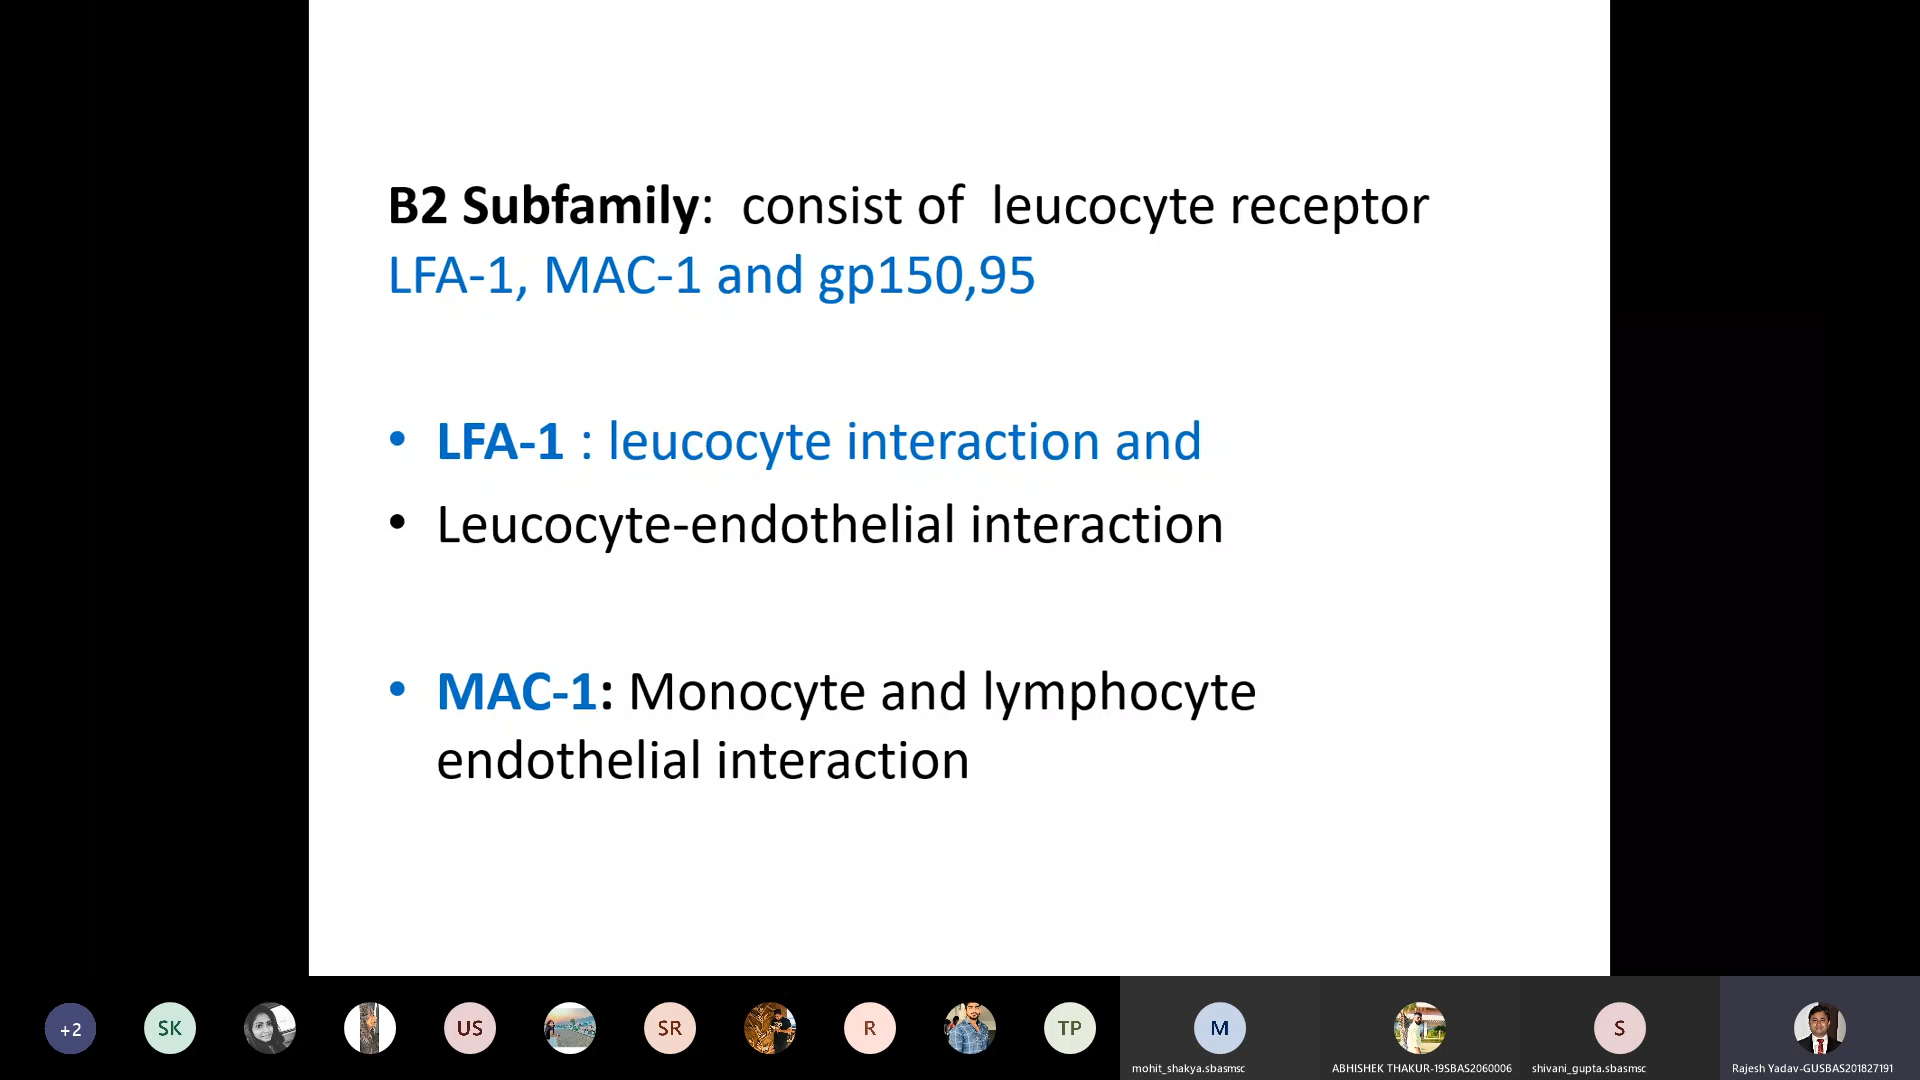 B2 Subfamily: consist of leucocyte receptor
LFA-1, MAC-1 and gp150,95
• LFA-1 : leucocyte interaction and
• Leucocyte-endothelial interaction
• MAC-1: Monocyte and lymphocyte
endothelial interaction
+2
SK
US
SR
R
TP
M
S
mohit_shakya.sbasmsc
ABHISHEK THAKUR-19SBAS2060006
shivani_gupta.sbasmsc
Rajesh Yadav-GUSBAS201827191